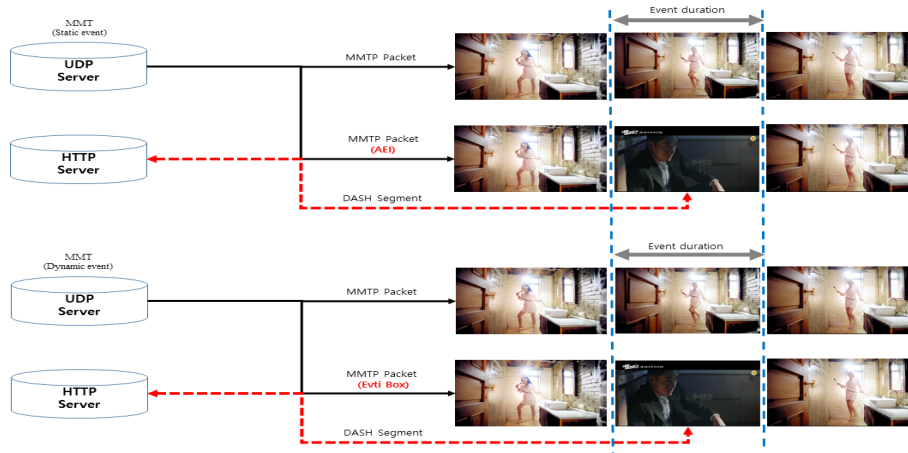 Event duration
MMT
(Static event)
UDP
Server
MMTP Packet
HTTP
Server
MMTP Packet
(AEI)
DASH Segment
Event duration
MMT
(Dynamic event)
UDP
Server
MMTP Packet
HTTP
Server
MMTP Packet
(Evti Box)
DASH Segment